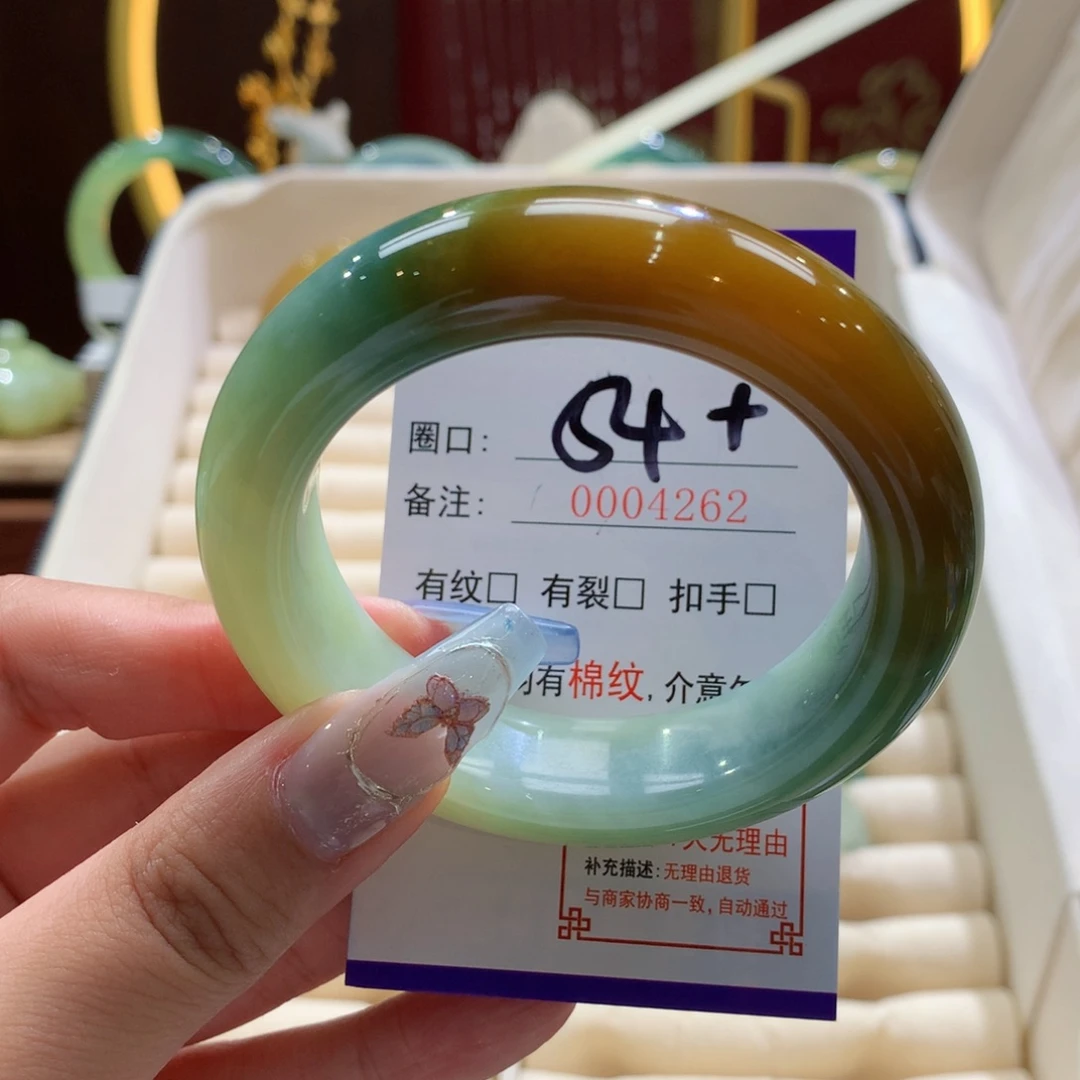 圈口: 54+
备注: 0004262
有纹□ 有裂□ 扣手□
有棉纹, 介意
无理由
补充描述: 无理由退货
与商家协商一致, 自动通过